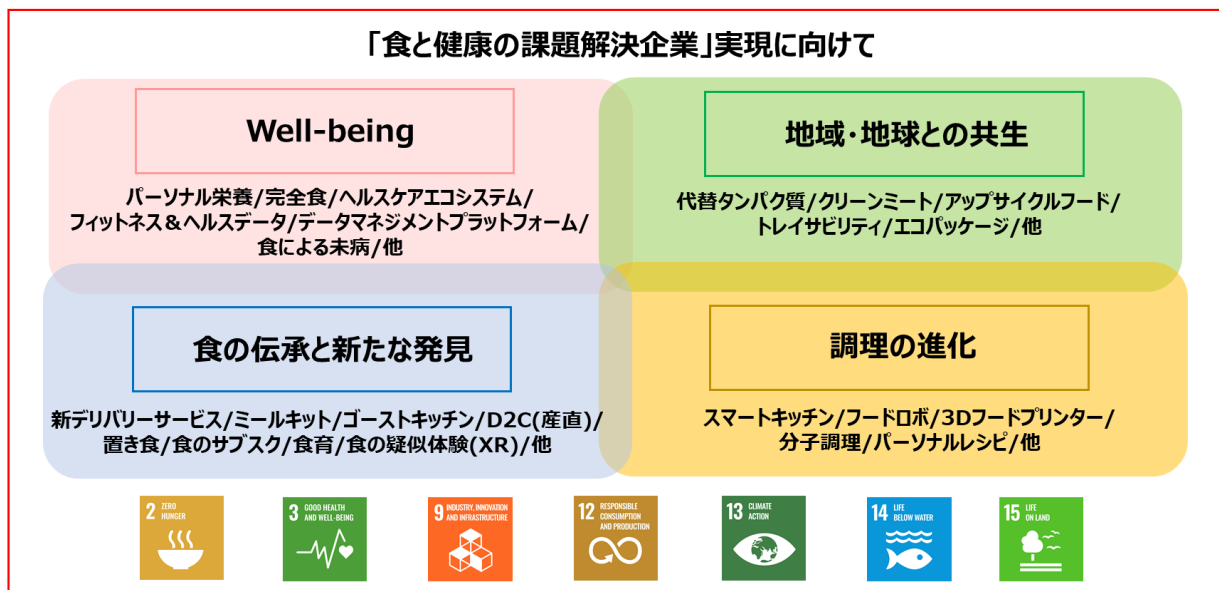 「食と健康の課題解決企業」実現に向けて
Well-being
パーソナル栄養/完全食/ヘルスケアエコシステム/
フィットネス＆ヘルスデータ/データマネジメントプラットフォーム/
食による未病/他
地域・地球との共生
代替タンパク質/クリーンミート/アップサイクルフード/
トレイサビリティ/エコパッケージ/他
食の伝承と新たな発見
新デリバリーサービス/ミールキット/ゴーストキッチン/D2C(産直)/
置き食/食のサブスク/食育/食の疑似体験(XR)/他
調理の進化
スマートキッチン/フードロボ/3Dフードプリンター/
分子調理/パーソナルレシピ/他
2 ZERO
HUNGER
3 GOOD HEALTH
AND WELL-BEING
9 INDUSTRY, INNOVATION
AND INFRASTRUCTURE
12 RESPONSIBLE
CONSUMPTION
AND PRODUCTION
13 CLIMATE
ACTION
14 LIFE
BELOW WATER
15 LIFE
ON LAND